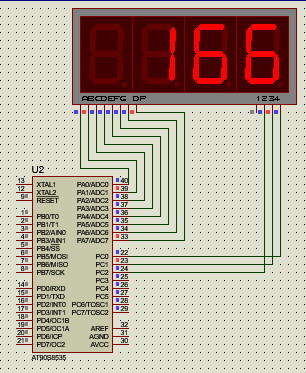 ABCDEFG DP 1234
U2
13 XTAL1 PA0/ADC0 40
12 XTAL2 PA1/ADC1 39
9 RESET PA2/ADC2 38
PA3/ADC3 37
1 PB0/T0 PA4/ADC4 36
2 PB1/T1 PA5/ADC5 35
3 PB2/AIN0 PA6/ADC6 34
4 PB3/AIN1 PA7/ADC7 33
5 PB4/SS
6 PB5/MOSI PC0 22
7 PB6/MISO PC1 23
8 PB7/SCK PC2 24
PC3 25
14 PD0/RXD PC4 26
15 PD1/TXD PC5 27
16 PD2/INT0 PC6/TOSC1 28
17 PD3/INT1 PC7/TOSC2 29
18 PD4/OC1B
19 PD5/OC1A AREF 32
20 PD6/ICP AGND 31
21 PD7/OC2 AVCC 30
AT90S8535